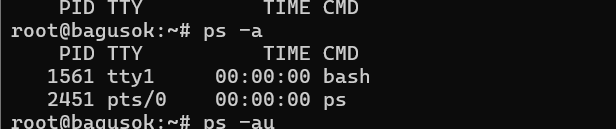 PID TTY          TIME CMD
root@bagusok:~# ps -a
    PID TTY          TIME CMD
   1561 tty1     00:00:00 bash
   2451 pts/0    00:00:00 ps
root@bagusok:~# ps -au